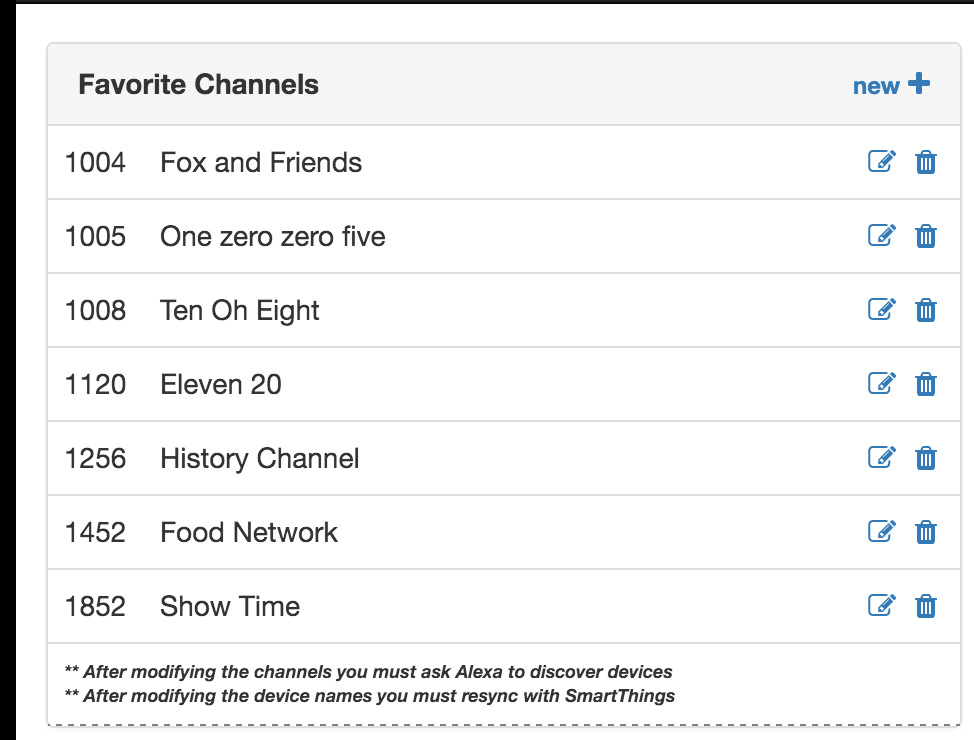 Favorite Channels new
1004 Fox and Friends
1005 One zero zero five
1008 Ten Oh Eight
1120 Eleven 20
1256 History Channel
1452 Food Network
1852 Show Time
** After modifying the channels you must ask Alexa to discover devices
** After modifying the device names you must resync with SmartThings